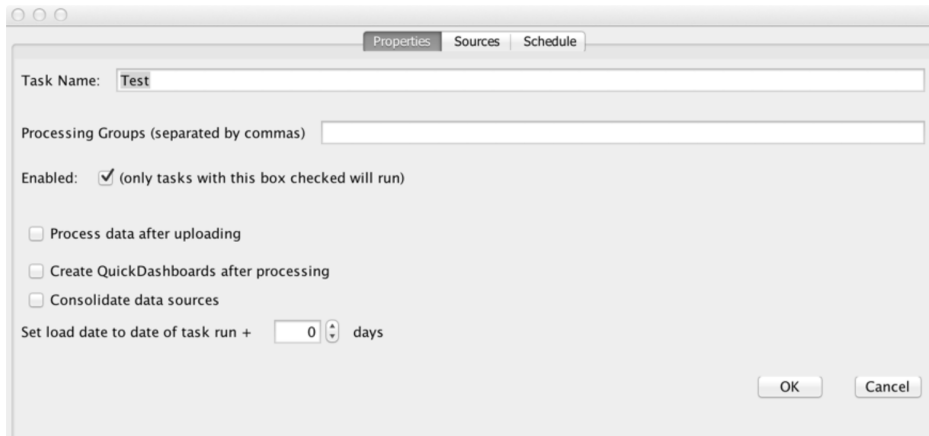 Properties Sources Schedule
Task Name: Test
Processing Groups (separated by commas)
Enabled: (only tasks with this box checked will run)
Process data after uploading
Create QuickDashboards after processing
Consolidate data sources
Set load date to date of task run + 0 days
OK Cancel